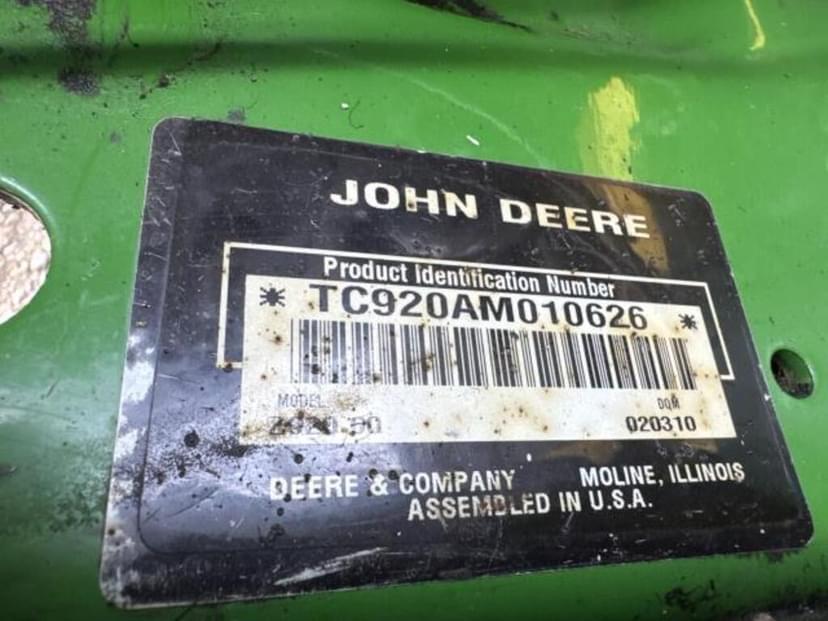 JOHN DEERE
Product Identification Number
* TC920AM010626 *
MODEL DOM
020310
DEERE & COMPANY MOLINE, ILLINOIS
ASSEMBLED IN U.S.A.